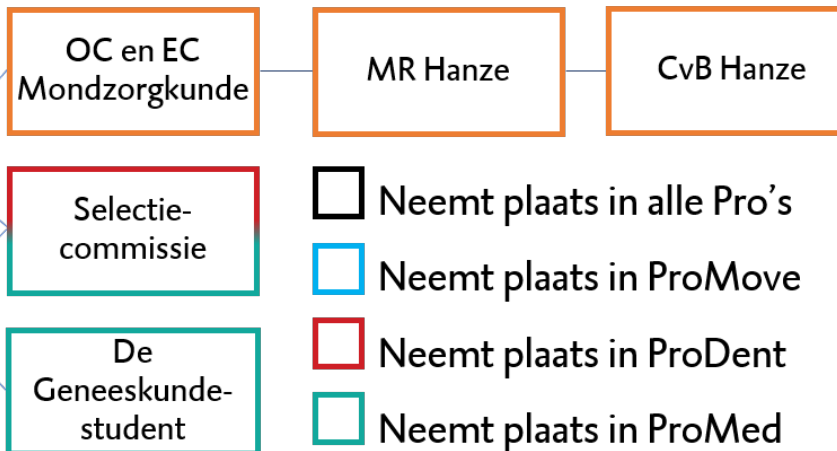 OC en EC
Mondzorgkunde
MR Hanze
CvB Hanze
Selectie-
commissie
De
Geneeskunde-
student
Neemt plaats in alle Pro's
Neemt plaats in ProMove
Neemt plaats in ProDent
Neemt plaats in ProMed